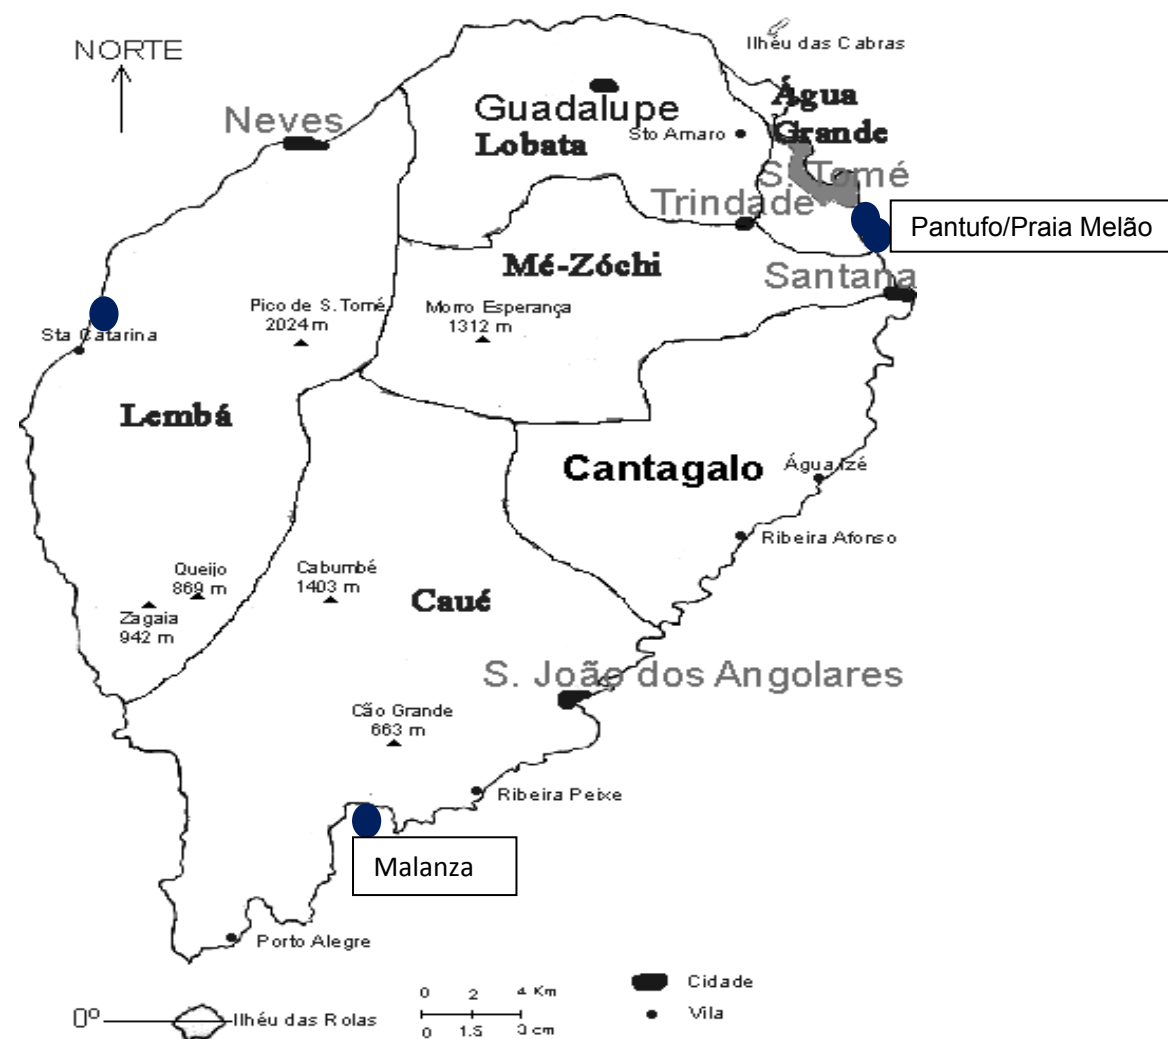 NORTE
Ilhéu das Cabras
Água
Grande
Guadalupe
Neves
Sto Amaro
Lobata
S. Tomé
Trindade
Pantufo/Praia Melão
Mé-Zóchi
Santana
Pico de S. Tomé
2024 m
Morro Esperança
1312 m
Sta Catarina
Lembá
Cantagalo
Água Izé
Ribeira Afonso
Queijo
869 m
Cabumbé
1403 m
Zagaia
942 m
Caué
S. João dos Angolares
Cão Grande
663 m
Ribeira Peixe
Malanza
Porto Alegre
0º
Ilhéu das Rolas
0 2 4 Km
0 1.5 3 cm
Cidade
Vila